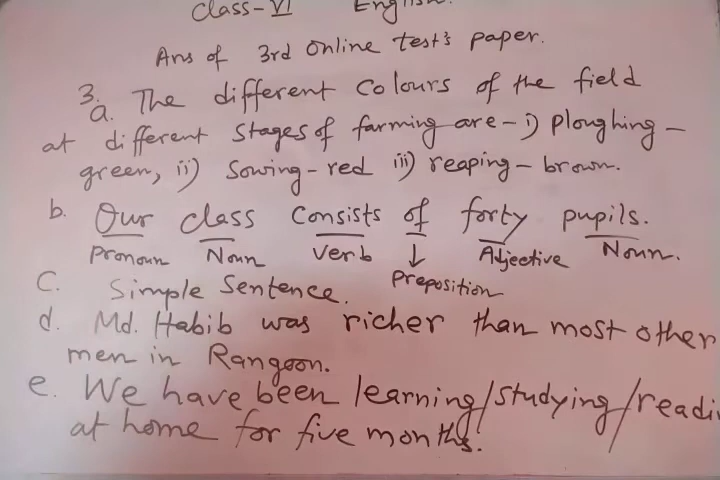 Class-VI English.
Ans of 3rd online test's paper.
3. a. The different colours of the field
at different stages of farming are - i) ploughing -
green, ii) Sowing - red iii) reaping - brown.
b. Our class consists of forty pupils.
Pronoun Noun Verb ↓ Adjective Noun.
Preposition
C. Simple Sentence.
d. Md. Habib was richer than most other
men in Rangoon.
e. We have been learning/studying/readi
at home for five months.